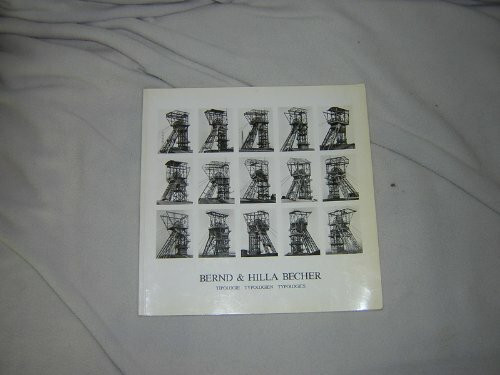 BERND & HILLA BECHER
TIPOLOGIE TYPOLOGIEN TYPOLOGIES